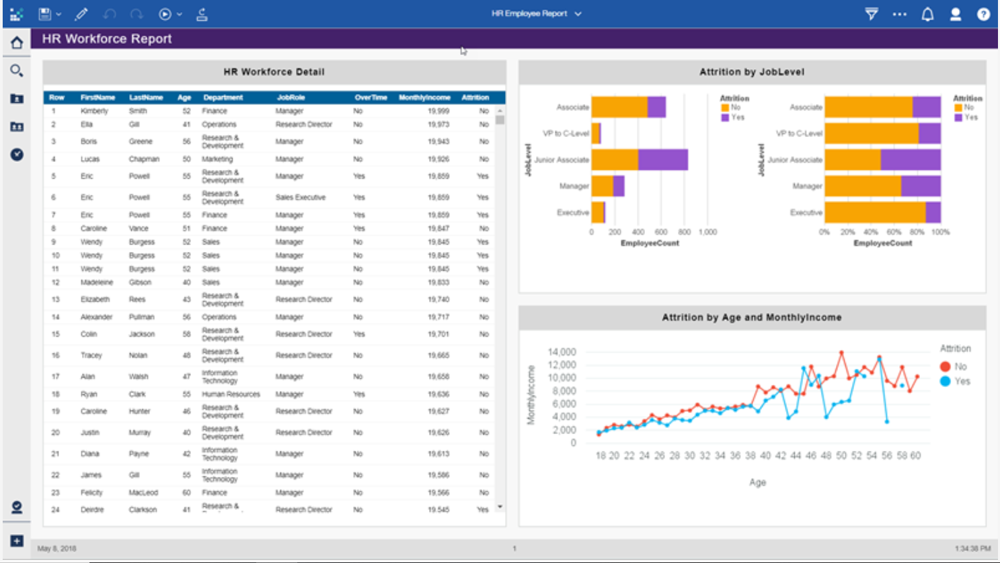 HR Employee Report
?
HR Workforce Report
HR Workforce Detail
Row FirstName LastName Age Department JobRole OverTime MonthlyIncome Attrition
1 Kimberly Smith 52 Finance Manager No 19,999 No
2 Ella Gill 41 Operations Research Director No 19,973 No
3 Boris Greene 56 Research & Development Manager No 19,943 No
4 Lucas Chapman 50 Marketing Manager No 19,926 No
5 Eric Powell 55 Research & Development Manager Yes 19,859 Yes
6 Eric Powell 55 Research & Development Sales Executive Yes 19,859 Yes
7 Eric Powell 55 Finance Manager Yes 19,859 Yes
8 Caroline Vance 51 Finance Manager Yes 19,847 No
9 Wendy Burgess 52 Sales Manager No 19,845 Yes
10 Wendy Burgess 52 Sales Manager No 19,845 Yes
11 Wendy Burgess 52 Sales Manager No 19,845 Yes
12 Madeleine Gibson 40 Sales Manager No 19,833 No
13 Elizabeth Rees 43 Research & Development Research Director No 19,740 No
14 Alexander Pullman 56 Operations Manager No 19,717 No
15 Colin Jackson 58 Research & Development Research Director Yes 19,701 No
16 Tracey Nolan 48 Research & Development Research Director No 19,665 No
17 Alan Walsh 47 Information Technology Manager No 19,658 No
18 Ryan Clark 55 Human Resources Manager Yes 19,636 No
19 Caroline Hunter 46 Research & Development Research Director No 19,627 No
20 Justin Murray 40 Research & Development Research Director No 19,626 No
21 Diana Payne 42 Information Technology Manager No 19,613 No
22 James Gill 55 Information Technology Manager No 19,586 No
23 Felicity MacLeod 60 Finance Manager No 19,566 No
24 Deirdre Clarkson 41 Research & Research Director No 19,545 Yes
Attrition by JobLevel
Attrition
No
Yes
JobLevel
Associate
VP to C-Level
Junior Associate
Manager
Executive
0 200 400 600 800 1,000
EmployeeCount
Attrition
No
Yes
JobLevel
Associate
VP to C-Level
Junior Associate
Manager
Executive
0% 20% 40% 60% 80% 100%
EmployeeCount
Attrition by Age and MonthlyIncome
Attrition
No
Yes
MonthlyIncome
14,000
12,000
10,000
8,000
6,000
4,000
2,000
0
18 20 22 24 26 28 30 32 34 36 38 40 42 44 46 48 50 52 54 56 58 60
Age
May 8, 2018 1 1:34:38 PM